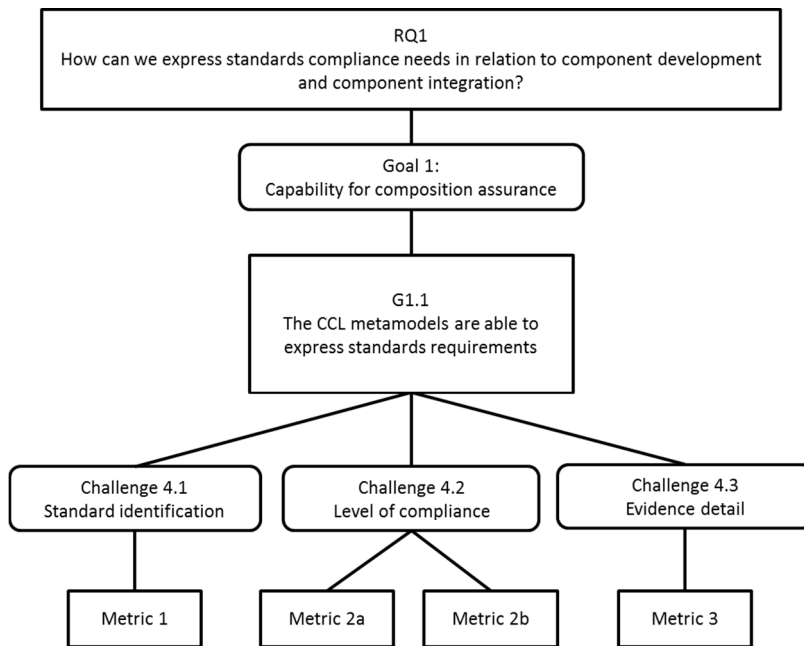 RQ1
How can we express standards compliance needs in relation to component development
and component integration?
Goal 1:
Capability for composition assurance
G1.1
The CCL metamodels are able to
express standards requirements
Challenge 4.1
Standard identification
Challenge 4.2
Level of compliance
Challenge 4.3
Evidence detail
Metric 1
Metric 2a
Metric 2b
Metric 3